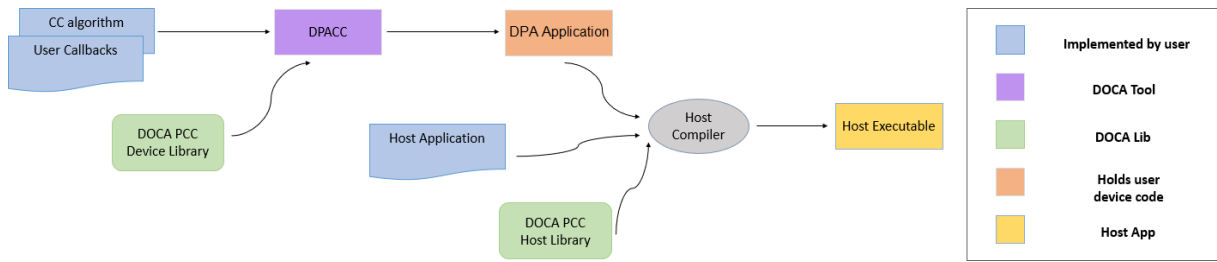 CC algorithm
User Callbacks
DPACC
DPA Application
DOCA PCC
Device Library
Host Application
DOCA PCC
Host Library
Host
Compiler
Host Executable
Implemented by user
DOCA Tool
DOCA Lib
Holds user
device code
Host App